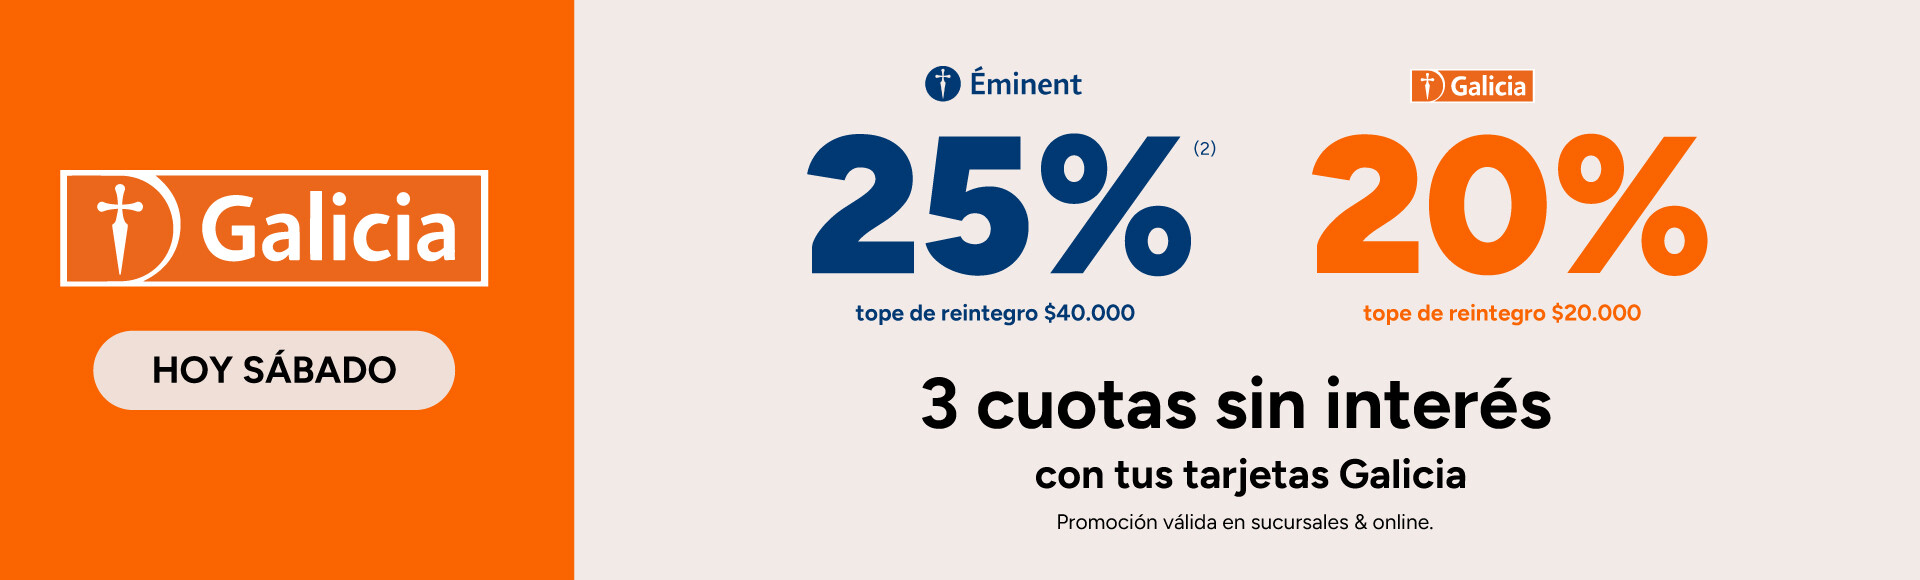 Galicia
HOY SÁBADO
Éminent
25% (2)
tope de reintegro $40.000
Galicia
20%
tope de reintegro $20.000
3 cuotas sin interés
con tus tarjetas Galicia
Promoción válida en sucursales & online.